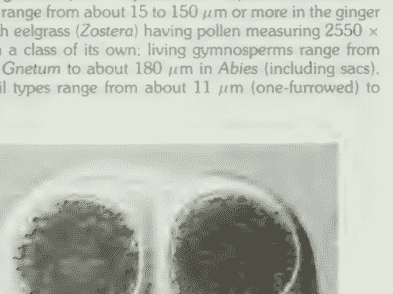 range from about 15 to 150 μm or more in the ginger
h eelgrass (Zostera) having pollen measuring 2550 ×
a class of its own; living gymnosperms range from
Gnetum to about 180 μm in Abies (including sacs).
il types range from about 11 μm (one-furrowed) to